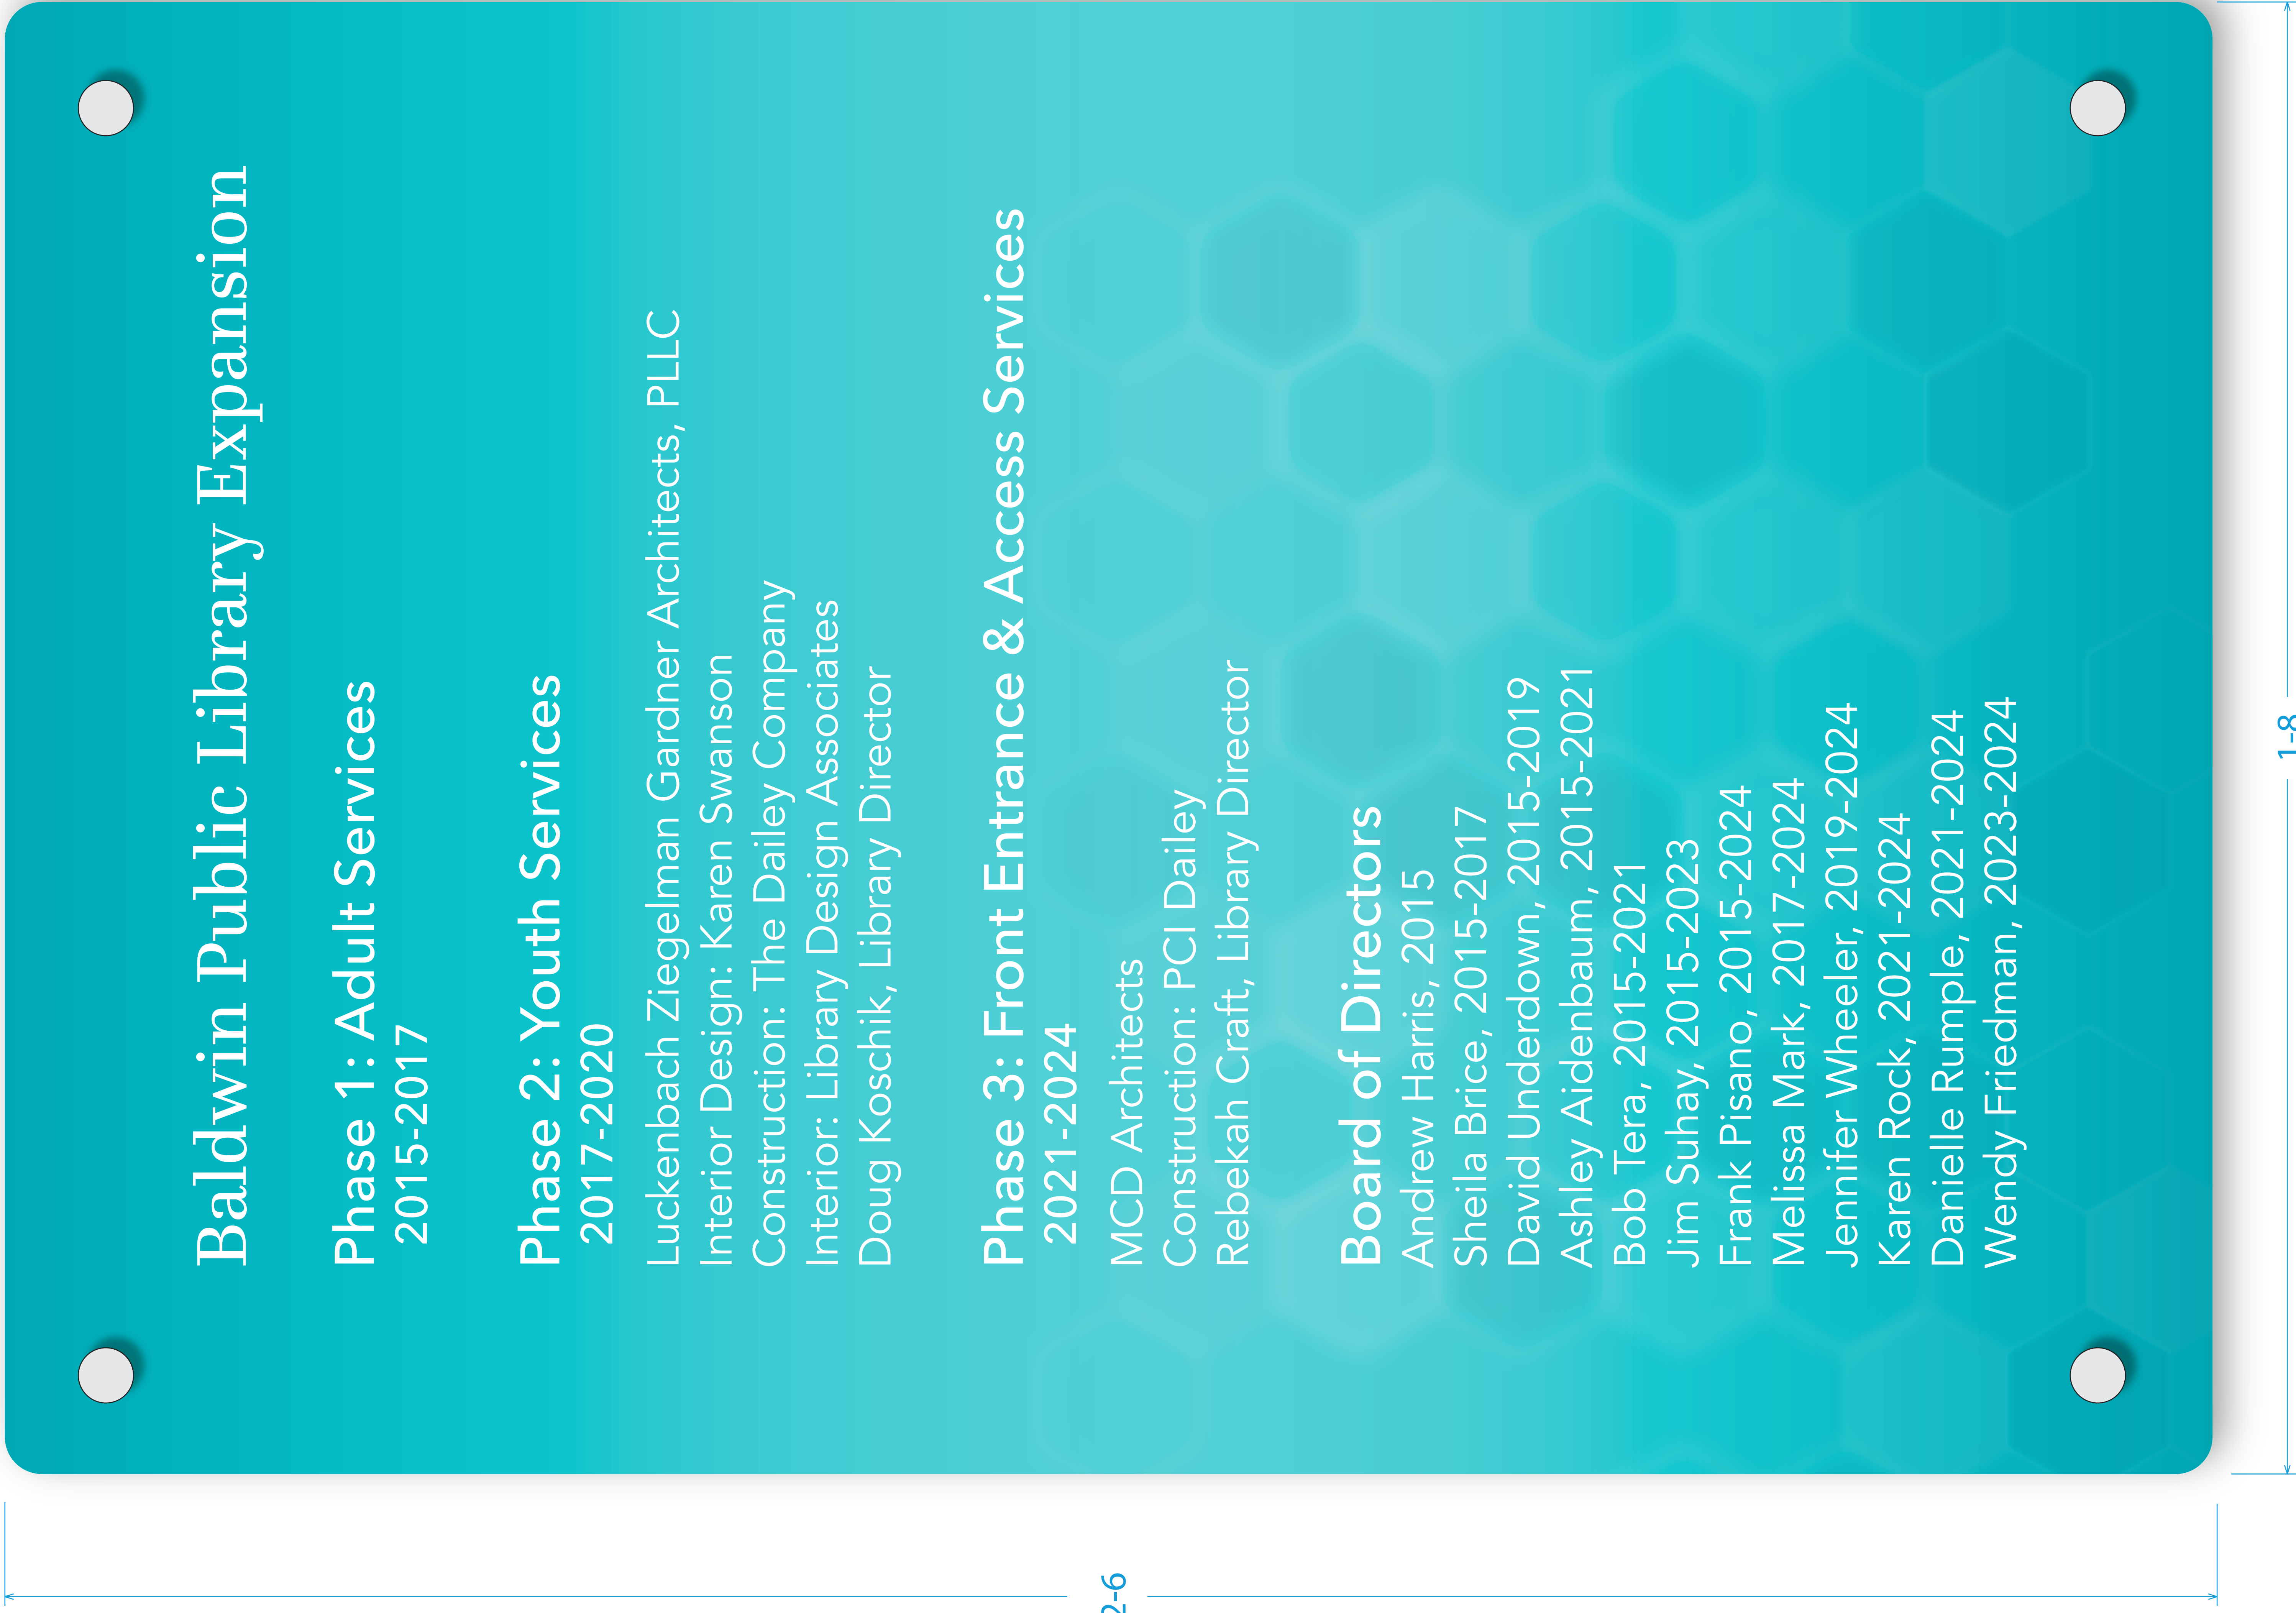 Baldwin Public Library Expansion
Phase 1: Adult Services
2015-2017
Phase 2: Youth Services
2017-2020
Luckenbach Ziegelman Gardner Architects, PLLC
Interior Design: Karen Swanson
Construction: The Dailey Company
Interior: Library Design Associates
Doug Koschik, Library Director
Phase 3: Front Entrance & Access Services
2021-2024
MCD Architects
Construction: PCI Dailey
Rebekah Craft, Library Director
Board of Directors
Andrew Harris, 2015
Sheila Brice, 2015-2017
David Underdown, 2015-2019
Ashley Aidenbaum, 2015-2021
Bob Tera, 2015-2021
Jim Suhay, 2015-2023
Frank Pisano, 2015-2024
Melissa Mark, 2017-2024
Jennifer Wheeler, 2019-2024
Karen Rock, 2021-2024
Danielle Rumple, 2021-2024
Wendy Friedman, 2023-2024
1-8
2-6